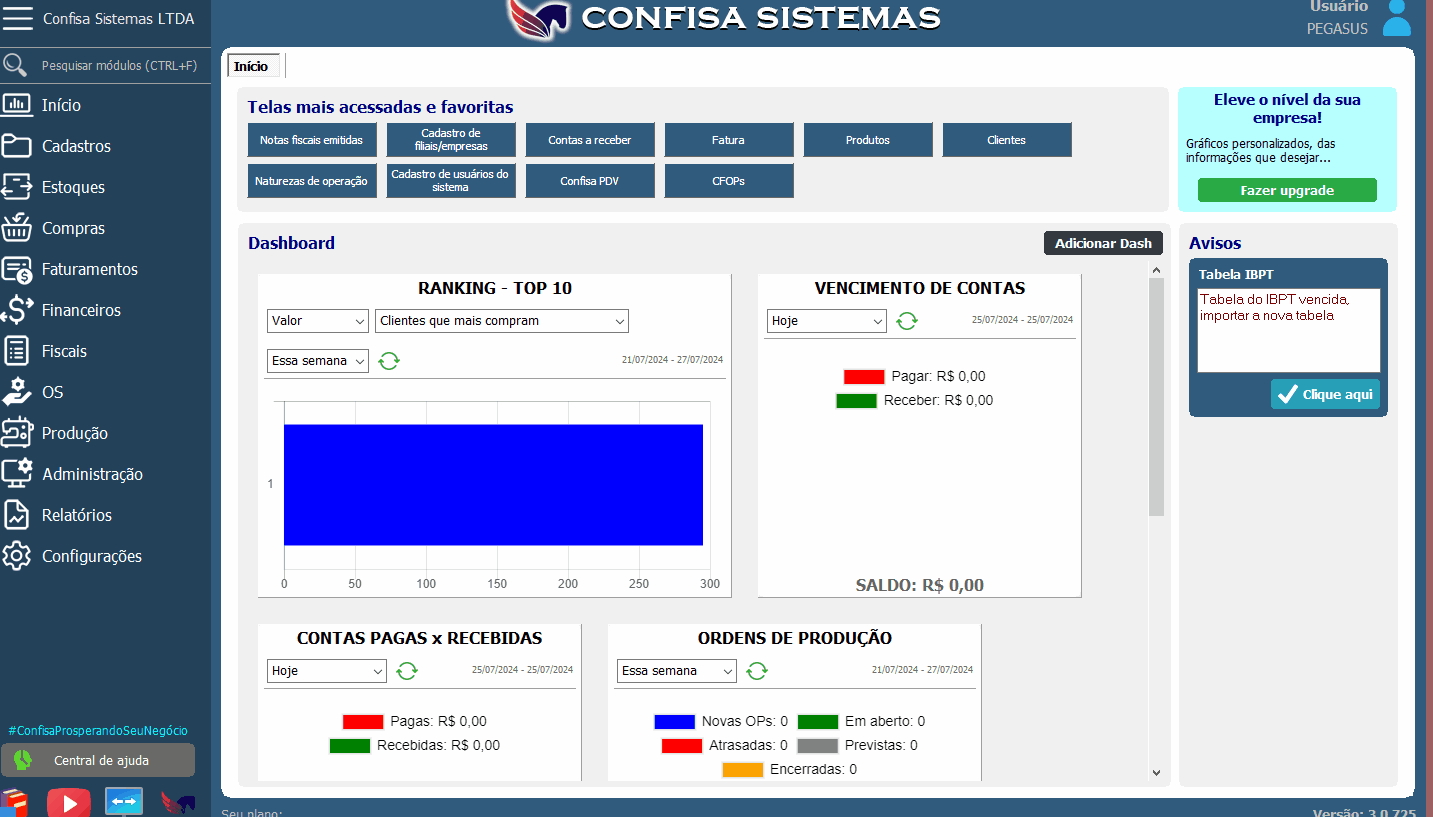 Confisa Sistemas LTDA
CONFISA SISTEMAS
Usuário
PEGASUS
Pesquisar módulos (CTRL+F)
Início
Cadastros
Estoques
Compras
Faturamentos
Financeiros
Fiscais
OS
Produção
Administração
Relatórios
Configurações
#ConfisaProsperandoSeuNegócio
Central de ajuda
Início
Telas mais acessadas e favoritas
Notas fiscais emitidas
Cadastro de
filiais/empresas
Contas a receber
Fatura
Produtos
Clientes
Naturezas de operação
Cadastro de usuários do
sistema
Confisa PDV
CFOPs
Eleve o nível da sua
empresa!
Gráficos personalizados, das
informações que desejar...
Fazer upgrade
Dashboard
Adicionar Dash
RANKING - TOP 10
Valor
Clientes que mais compram
Essa semana
21/07/2024 - 27/07/2024
1
0 50 100 150 200 250 300
VENCIMENTO DE CONTAS
Hoje
25/07/2024 - 25/07/2024
Pagar: R$ 0,00
Receber: R$ 0,00
SALDO: R$ 0,00
CONTAS PAGAS x RECEBIDAS
Hoje
25/07/2024 - 25/07/2024
Pagas: R$ 0,00
Recebidas: R$ 0,00
ORDENS DE PRODUÇÃO
Essa semana
21/07/2024 - 27/07/2024
Novas OPs: 0 Em aberto: 0
Atrasadas: 0 Previstas: 0
Encerradas: 0
Avisos
Tabela IBPT
Tabela do IBPT vencida,
importar a nova tabela
Clique aqui
Seu plano:
Versão: 3.0.725